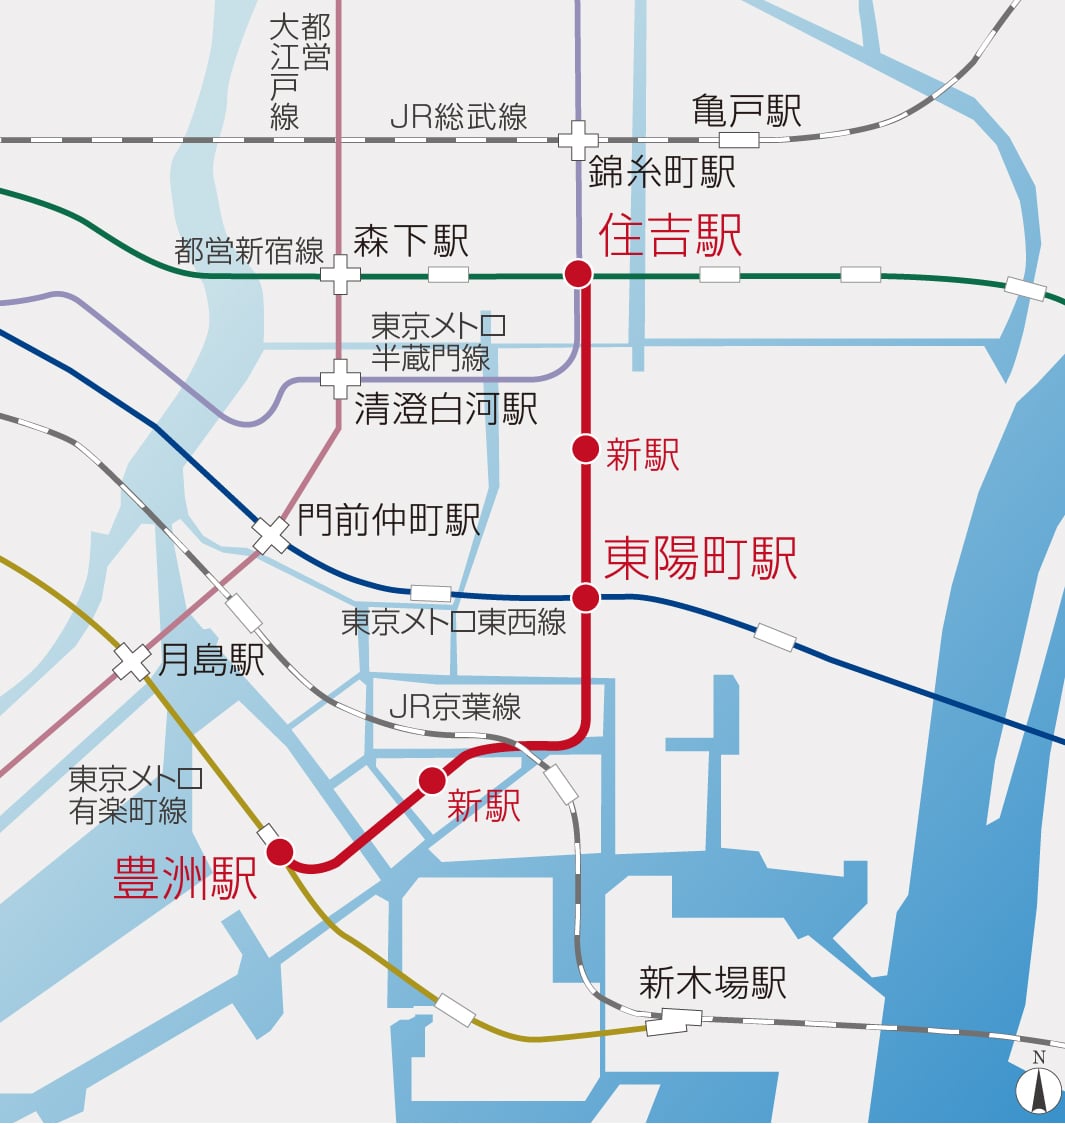 都営
大江戸線
JR総武線
亀戸駅
錦糸町駅
住吉駅
都営新宿線
森下駅
東京メトロ
半蔵門線
清澄白河駅
新駅
門前仲町駅
東陽町駅
東京メトロ東西線
月島駅
JR京葉線
東京メトロ
有楽町線
新駅
豊洲駅
新木場駅
N